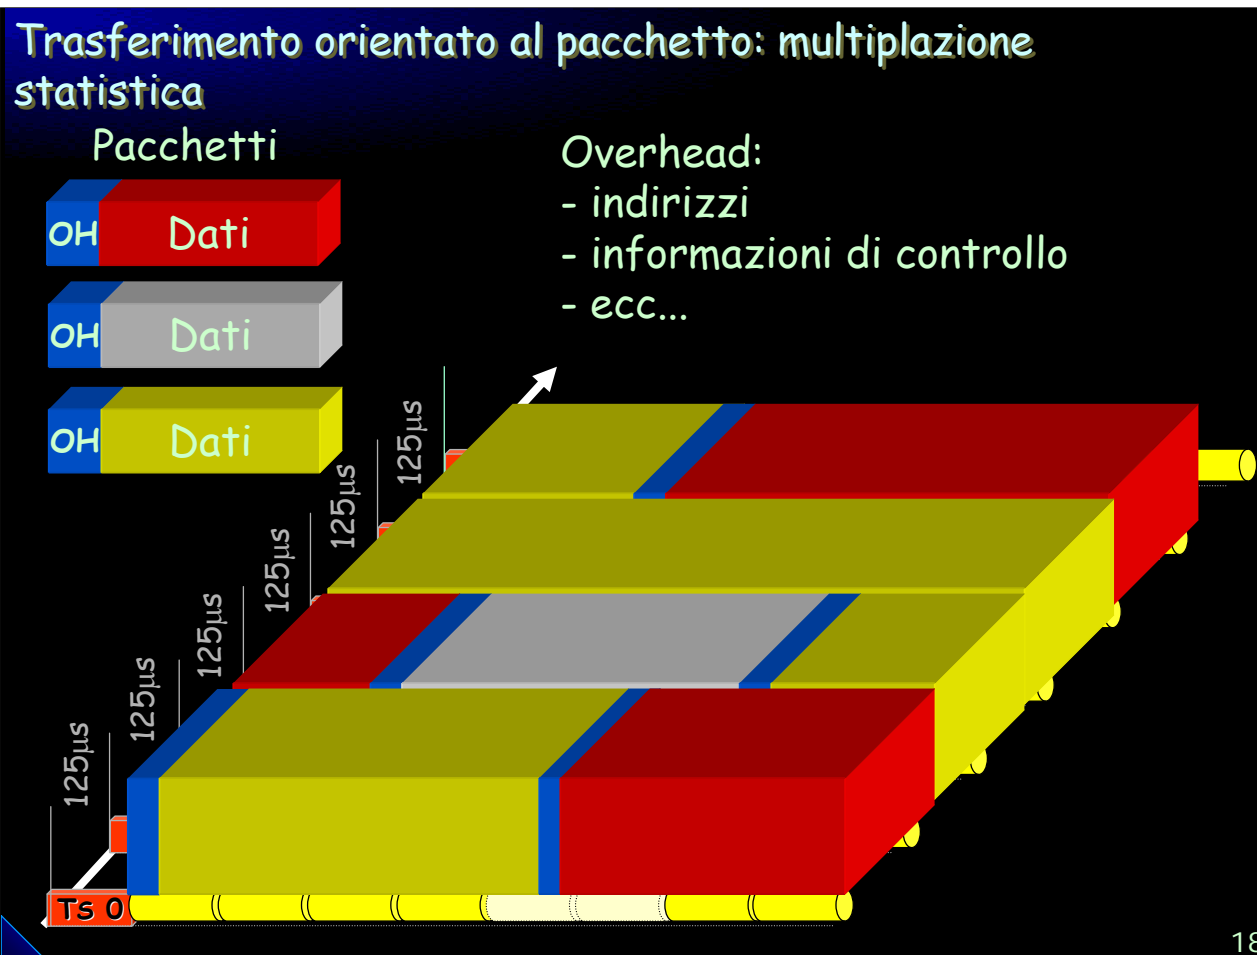 Trasferimento orientato al pacchetto: multiplazione
statistica
Pacchetti
OH Dati
OH Dati
OH Dati
Overhead:
- indirizzi
- informazioni di controllo
- ecc...
125µs
125µs
125µs
125µs
125µs
125µs
Ts 0
18